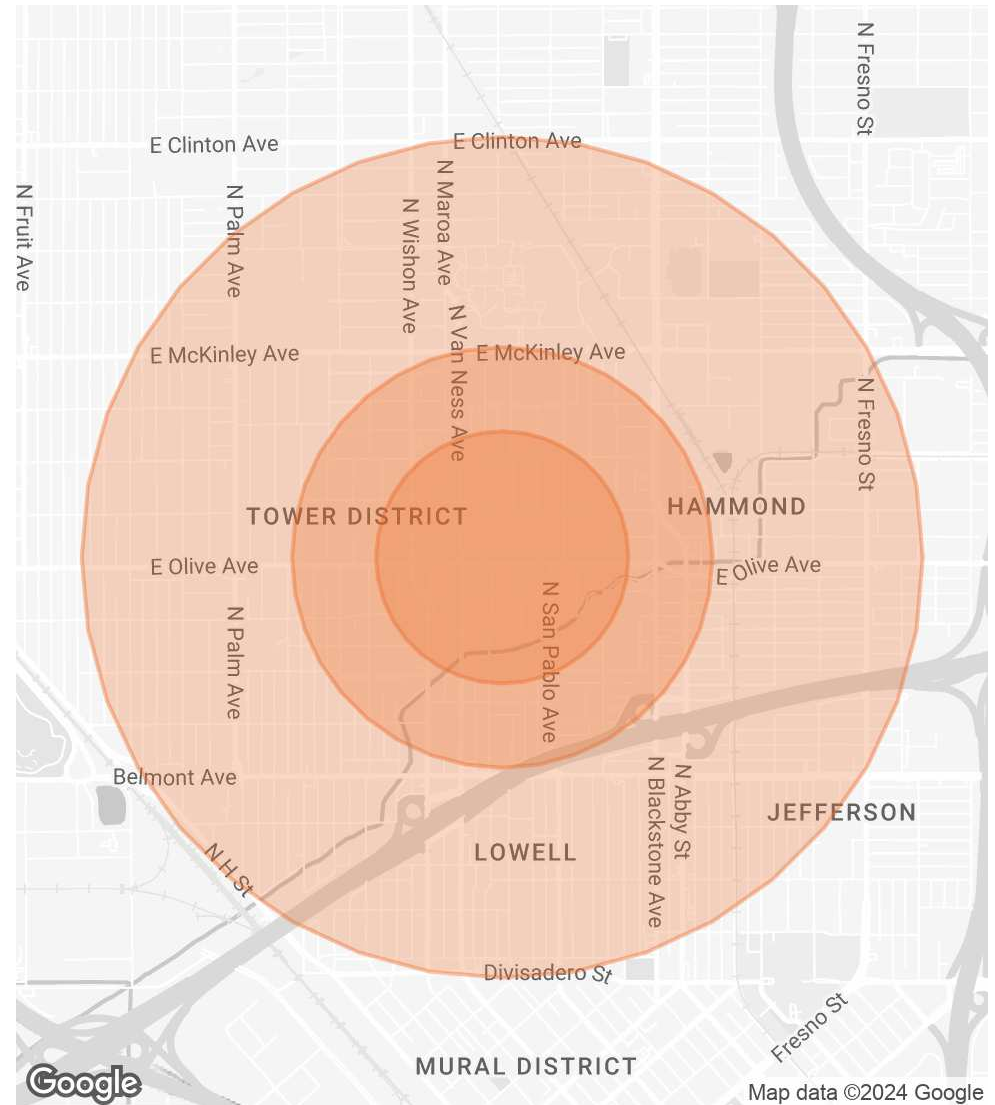 N Fresno St
E Clinton Ave
E Clinton Ave
N Fruit Ave
N Palm Ave
N Wishon Ave
N Maroa Ave
N Van Ness Ave
E McKinley Ave
E McKinley Ave
N Fresno St
TOWER DISTRICT
HAMMOND
E Olive Ave
E Olive Ave
N San Pablo Ave
N Palm Ave
Belmont Ave
N Blackstone Ave
N Abby St
JEFFERSON
LOWELL
N H St
Divisadero St
Fresno St
MURAL DISTRICT
Google
Map data ©2024 Google